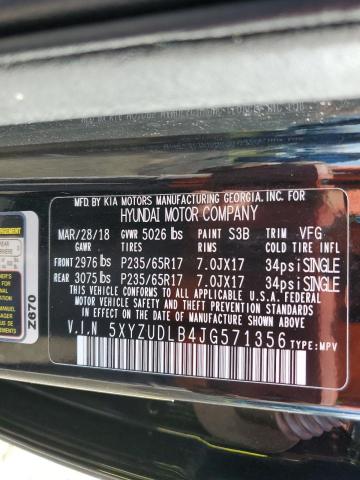 MFD. BY KIA MOTORS MANUFACTURING GEORGIA, INC. FOR
HYUNDAI MOTOR COMPANY
MAR/28/18 GVWR 5026 lbs PAINT S3B TRIM VFG
GAWR TIRES RIMS COLD TIRE INF. PR.
FRONT 2976 lbs P235/65R17 7.0JX17 34psi SINGLE
REAR 3075 lbs P235/65R17 7.0JX17 34psi SINGLE
THIS VEHICLE CONFORMS TO ALL APPLICABLE U.S. FEDERAL MOTOR VEHICLE
SAFETY, BUMPER, AND THEFT PREVENTION STANDARDS
IN EFFECT ON THE DATE OF MANUFACTURE SHOWN ABOVE.
V.I.N 5XYZUDLB4JG571356 TYPE: MPV
Z670